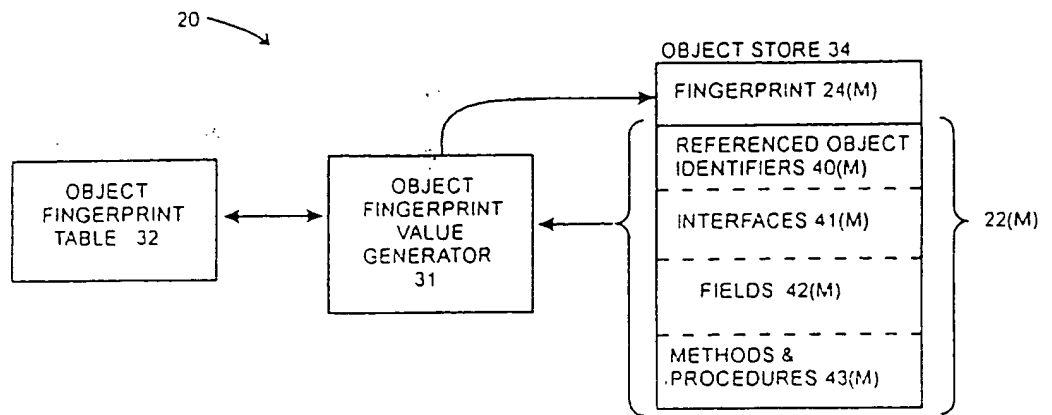 20
OBJECT STORE 34
FINGERPRINT 24(M)
REFERENCED OBJECT
IDENTIFIERS 40(M)
INTERFACES 41(M)
FIELDS 42(M)
METHODS &
PROCEDURES 43(M)
22(M)
OBJECT
FINGERPRINT
VALUE
GENERATOR
31
OBJECT
FINGERPRINT
TABLE 32